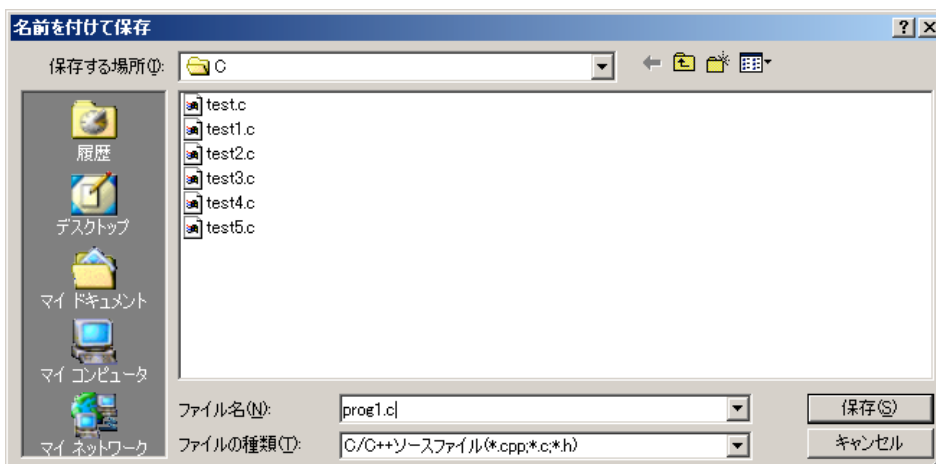 名前を付けて保存
保存する場所(I):
C
履歴
デスクトップ
マイ ドキュメント
マイ コンピュータ
マイ ネットワーク
test.c
test1.c
test2.c
test3.c
test4.c
test5.c
ファイル名(N):
prog1.c
保存(S)
ファイルの種類(T):
C/C++ソースファイル(*.cpp;*.c;*.h)
キャンセル